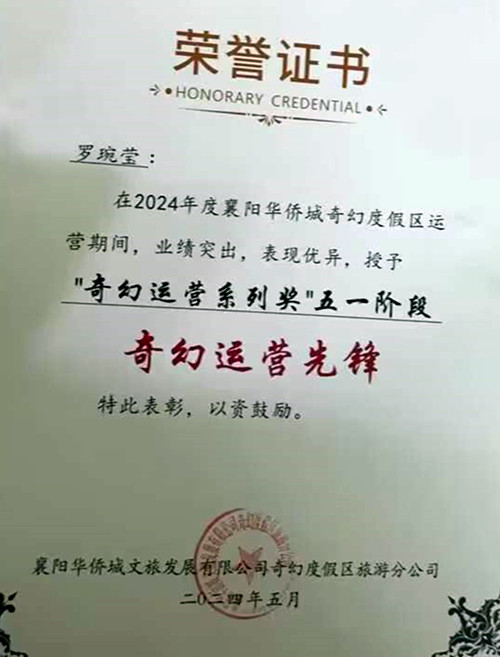 荣誉证书
HONORARY CREDENTIAL
罗琬莹：
在2024年度襄阳华侨城奇幻度假区运
营期间，业绩突出，表现优异，授予
"奇幻运营系列奖"五一阶段
奇幻运营先锋
特此表彰，以资鼓励。
襄阳华侨城文旅发展有限公司奇幻度假区旅游分公司
二〇二四年五月